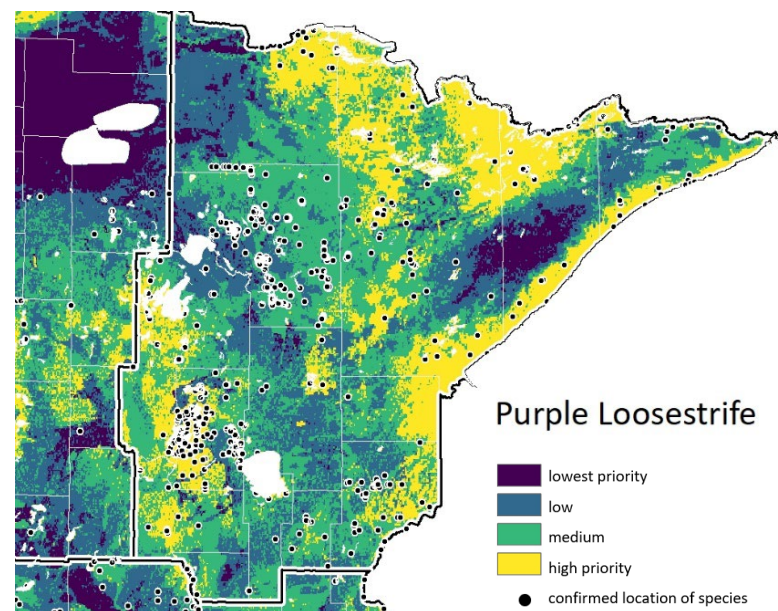 Purple Loosestrife
lowest priority
low
medium
high priority
confirmed location of species